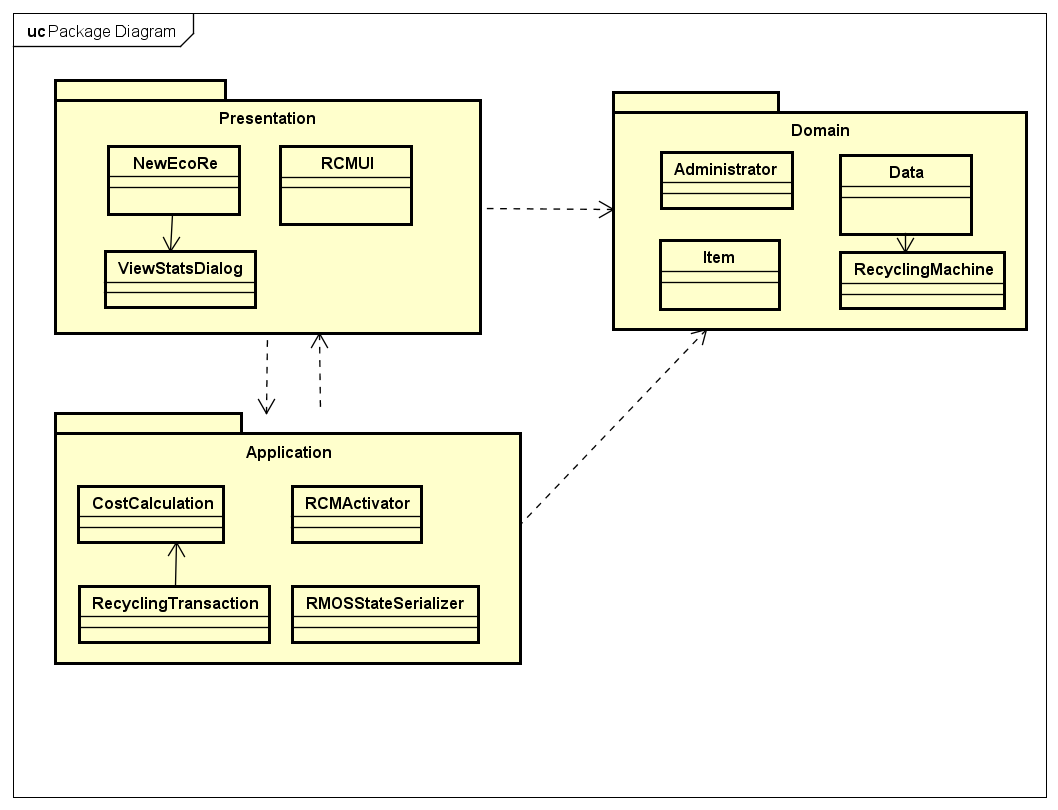 uc Package Diagram
Presentation
NewEcoRe
RCMUI
ViewStatsDialog
Domain
Administrator
Data
Item
RecyclingMachine
Application
CostCalculation
RCMActivator
RecyclingTransaction
RMOSStateSerializer